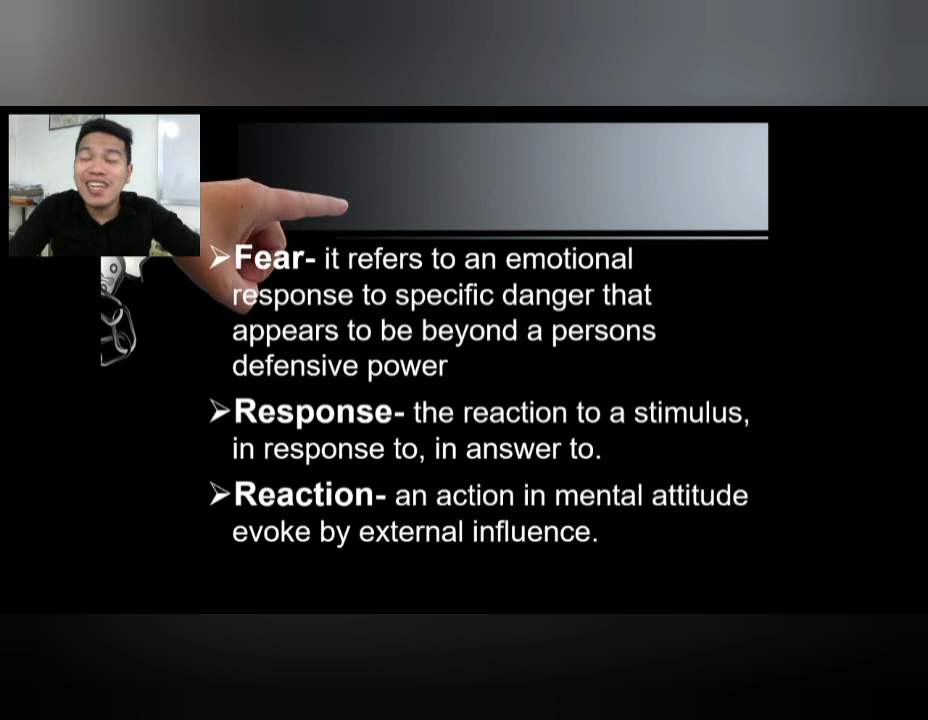 ➢Fear- it refers to an emotional
response to specific danger that
appears to be beyond a persons
defensive power
➢Response- the reaction to a stimulus,
in response to, in answer to.
➢Reaction- an action in mental attitude
evoke by external influence.